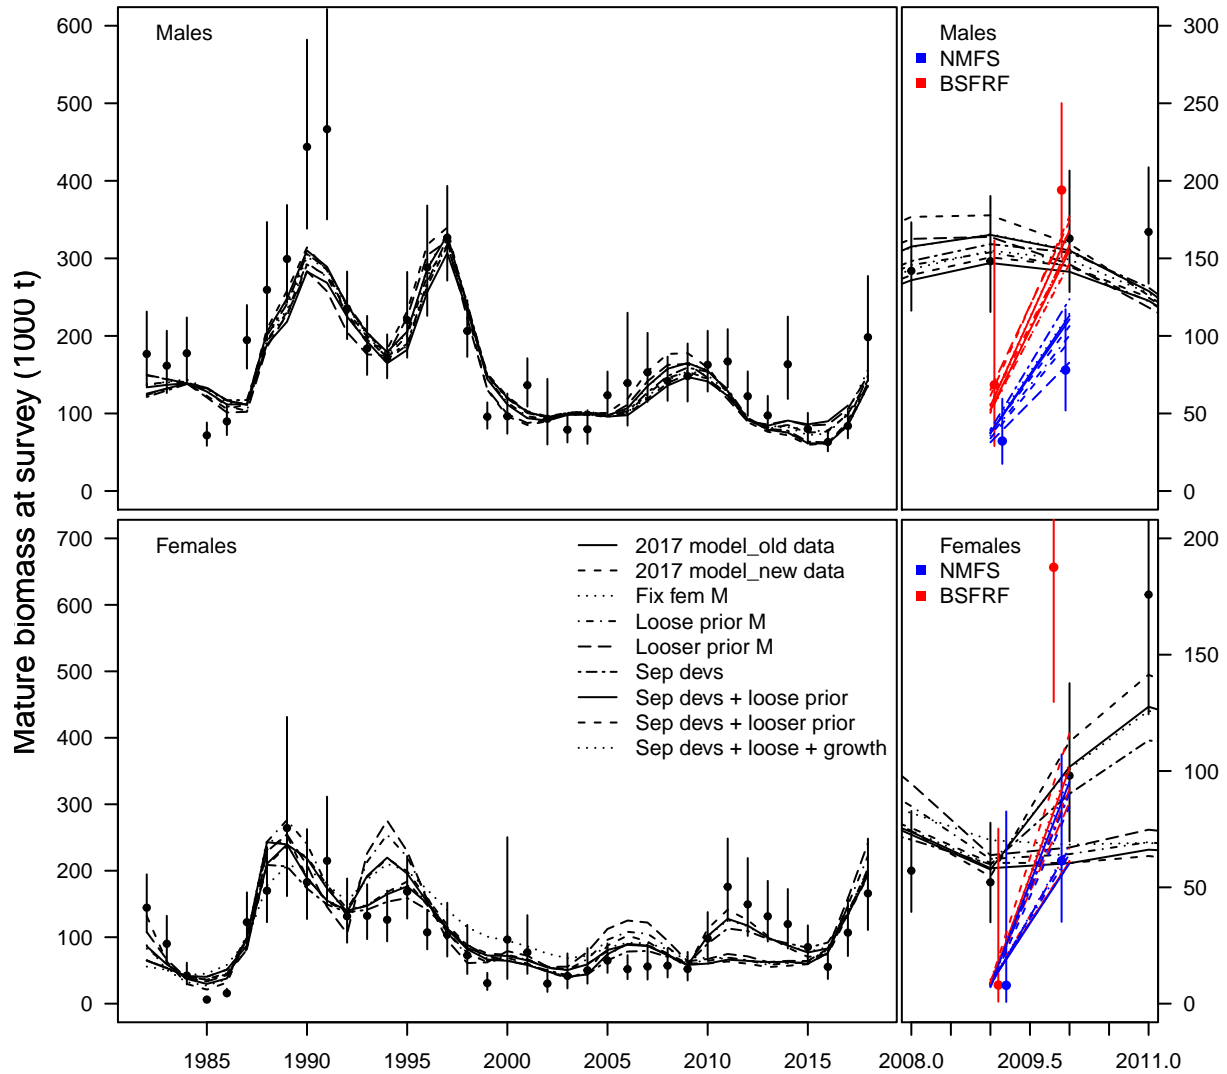 Mature biomass at survey (1000 t)
Males
600
500
400
300
200
100
0
Males
NMFS
BSFRF
300
250
200
150
100
50
0
Females
700
600
500
400
300
200
100
0
2017 model_old data
2017 model_new data
Fix fem M
Loose prior M
Looser prior M
Sep devs
Sep devs + loose prior
Sep devs + looser prior
Sep devs + loose + growth
Females
NMFS
BSFRF
200
150
100
50
0
1985 1990 1995 2000 2005 2010 2015
2008.0 2009.5 2011.0